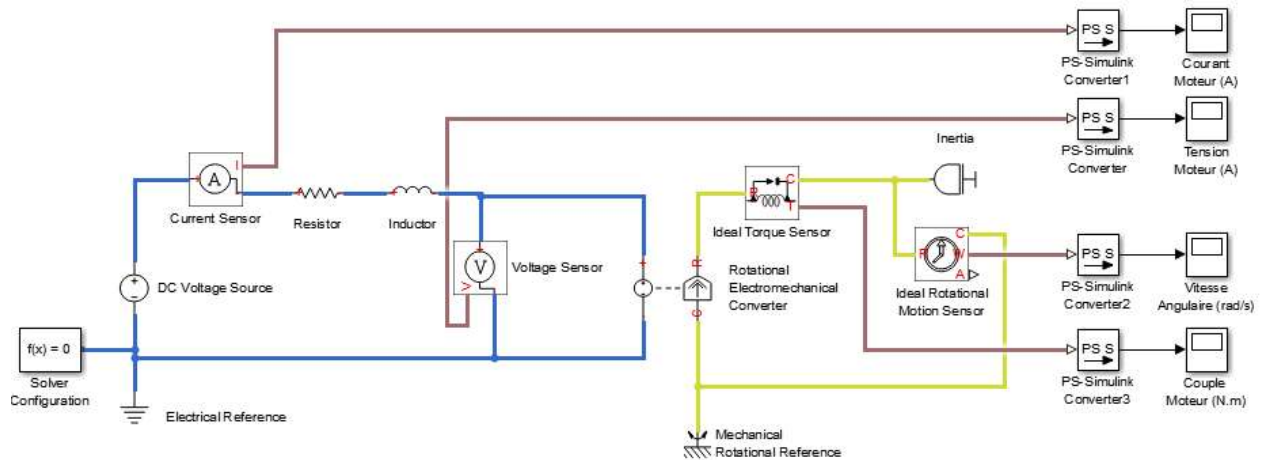 PS S
PS-Simulink
Converter1
Courant
Moteur (A)
PS S
PS-Simulink
Converter
Tension
Moteur (A)
Inertia
I
A
+
Current Sensor
+
Resistor
+
Inductor
R
C
T
Ideal Torque Sensor
+
V
V
Voltage Sensor
+
R
C
Rotational
Electromechanical
Converter
R
C
W
A
Ideal Rotational
Motion Sensor
PS S
PS-Simulink
Converter2
Vitesse
Angulaire (rad/s)
+
−
DC Voltage Source
f(x) = 0
Solver
Configuration
Electrical Reference
PS S
PS-Simulink
Converter3
Couple
Moteur (N.m)
Mechanical
Rotational Reference